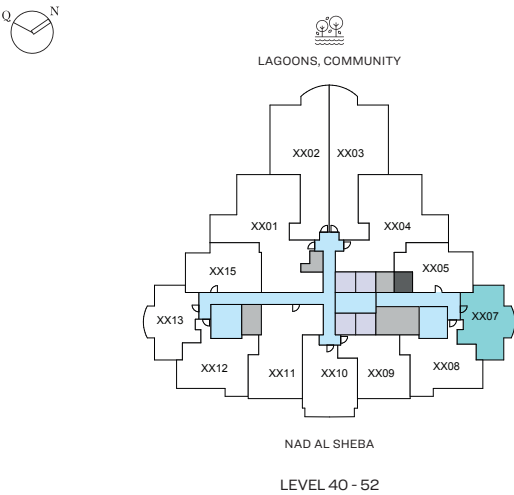 Q N
LAGOONS, COMMUNITY
XX02 XX03
XX01 XX04
XX15 XX05
XX13 XX07
XX12 XX11 XX10 XX09 XX08
NAD AL SHEBA
LEVEL 40 - 52